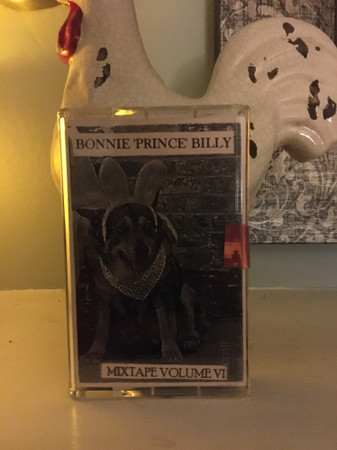 BONNIE 'PRINCE' BILLY
MIXTAPE VOLUME VI